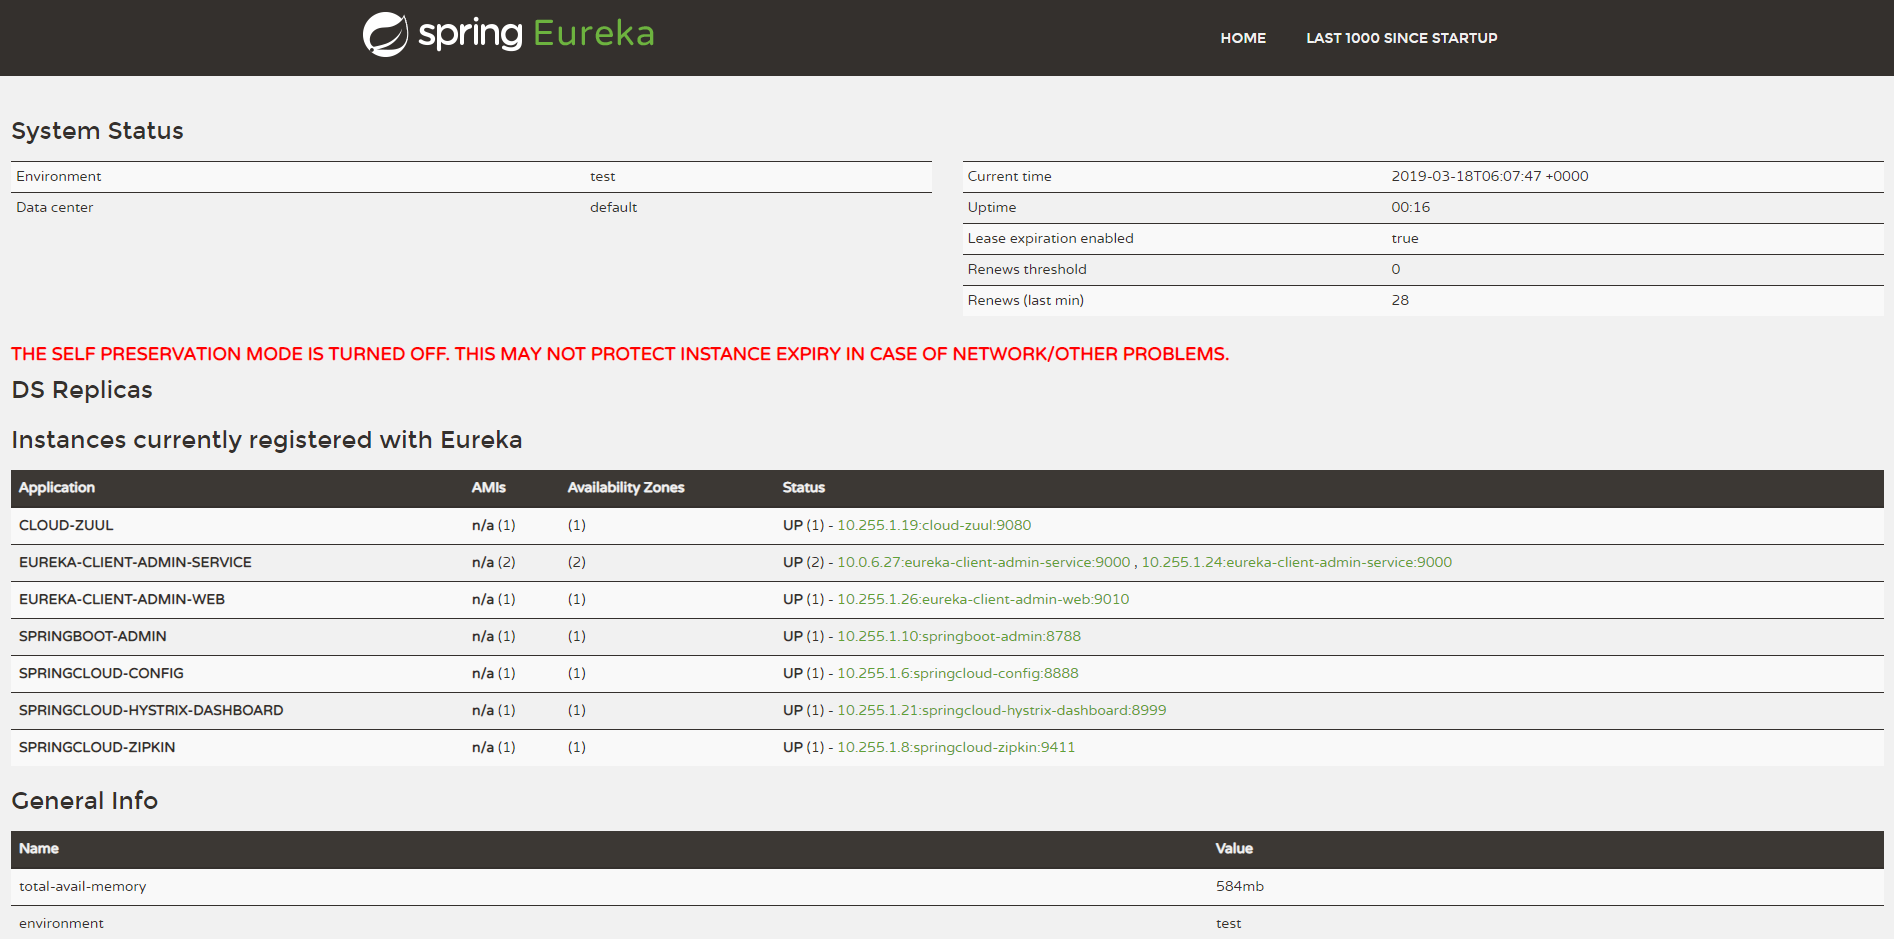 spring Eureka
HOME LAST 1000 SINCE STARTUP
System Status
Environment test
Data center default
Current time 2019-03-18T06:07:47 +0000
Uptime 00:16
Lease expiration enabled true
Renews threshold 0
Renews (last min) 28
THE SELF PRESERVATION MODE IS TURNED OFF. THIS MAY NOT PROTECT INSTANCE EXPIRY IN CASE OF NETWORK/OTHER PROBLEMS.
DS Replicas
Instances currently registered with Eureka
Application AMIs Availability Zones Status
CLOUD-ZUUL n/a (1) (1) UP (1) - 10.255.1.19:cloud-zuul:9080
EUREKA-CLIENT-ADMIN-SERVICE n/a (2) (2) UP (2) - 10.0.6.27:eureka-client-admin-service:9000 , 10.255.1.24:eureka-client-admin-service:9000
EUREKA-CLIENT-ADMIN-WEB n/a (1) (1) UP (1) - 10.255.1.26:eureka-client-admin-web:9010
SPRINGBOOT-ADMIN n/a (1) (1) UP (1) - 10.255.1.10:springboot-admin:8788
SPRINGCLOUD-CONFIG n/a (1) (1) UP (1) - 10.255.1.6:springcloud-config:8888
SPRINGCLOUD-HYSTRIX-DASHBOARD n/a (1) (1) UP (1) - 10.255.1.21:springcloud-hystrix-dashboard:8999
SPRINGCLOUD-ZIPKIN n/a (1) (1) UP (1) - 10.255.1.8:springcloud-zipkin:9411
General Info
Name Value
total-avail-memory 584mb
environment test